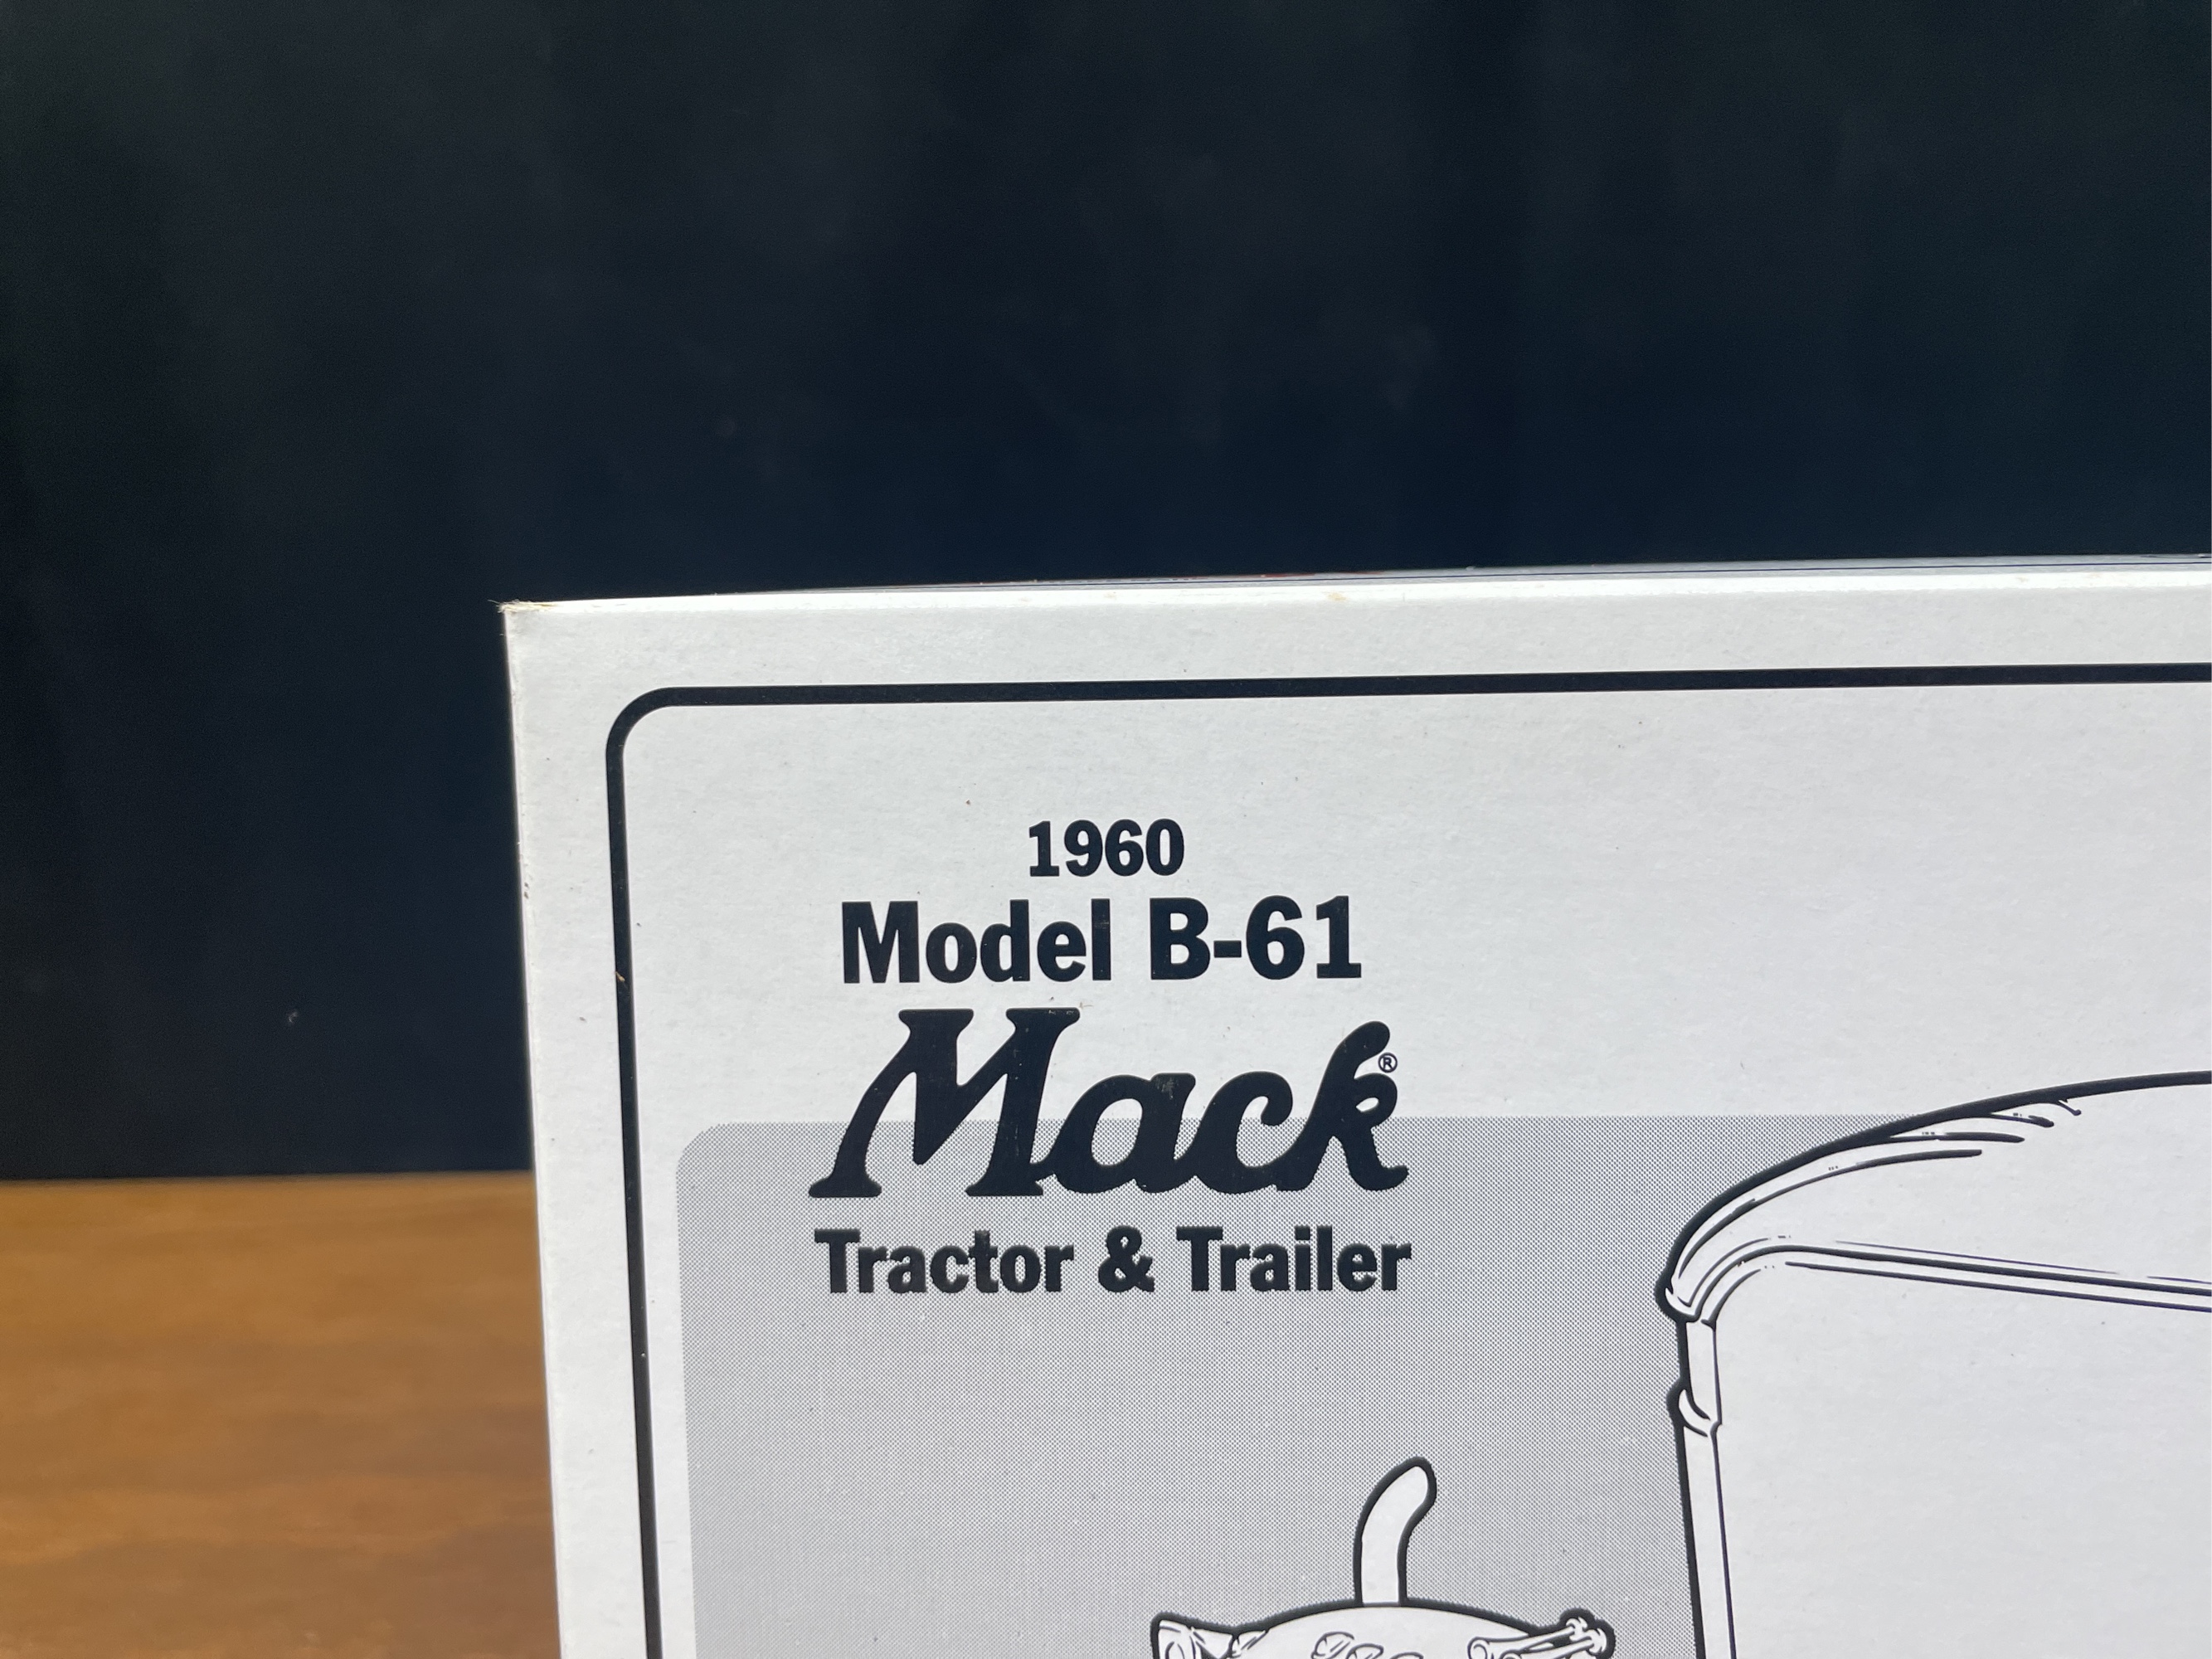 1960
Model B-61
Mack®
Tractor & Trailer